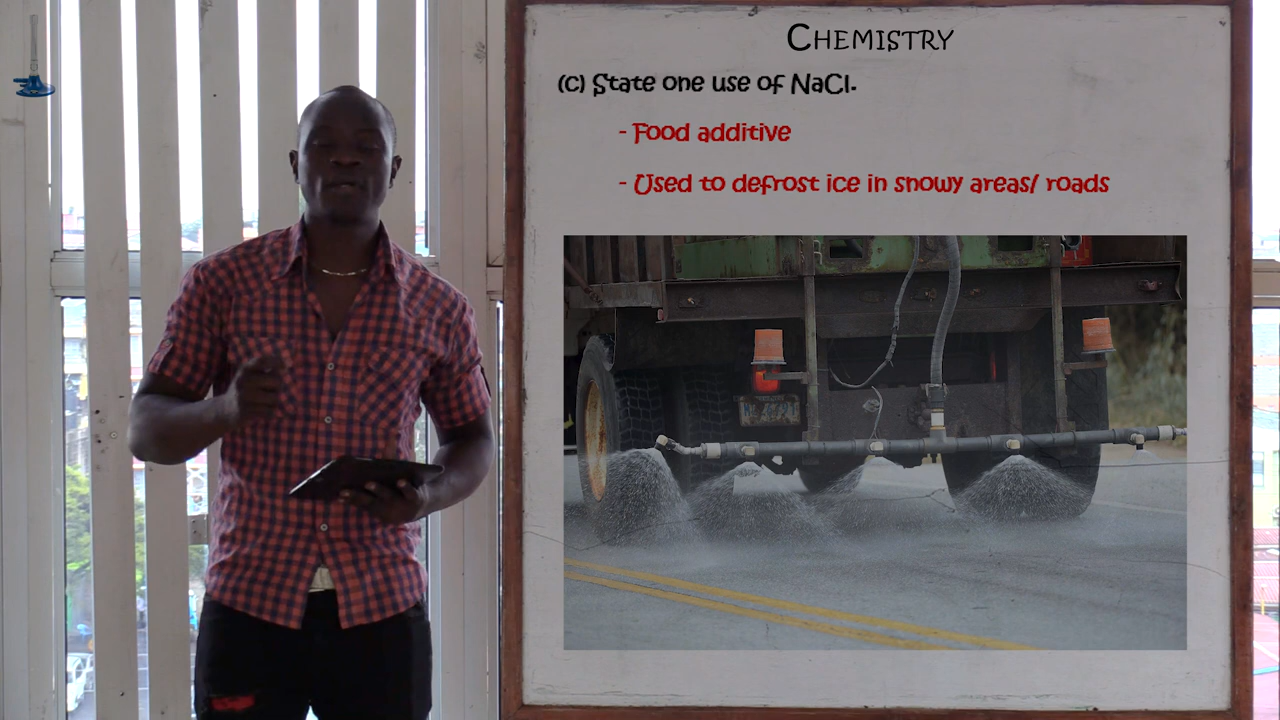 CHEMISTRY
(c) State one use of NaCl.
- Food additive
- Used to defrost ice in snowy areas/ roads